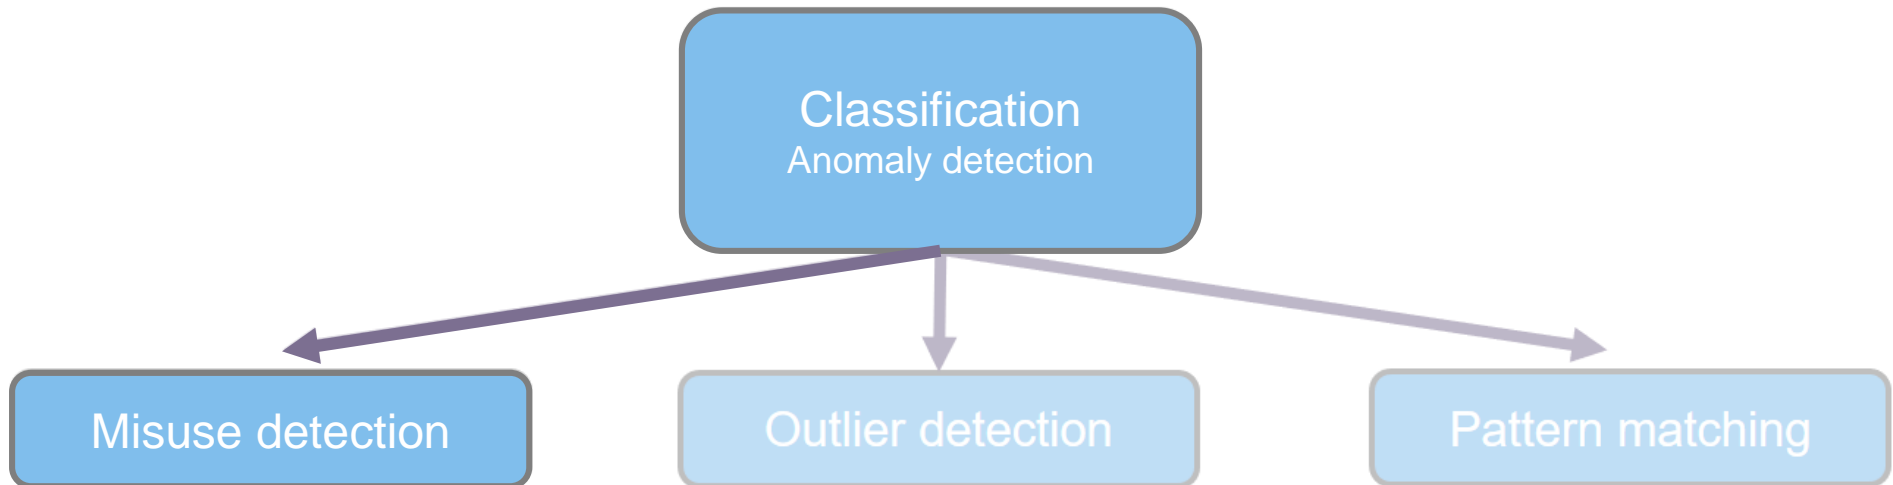 Classification
Anomaly detection
Misuse detection
Outlier detection
Pattern matching